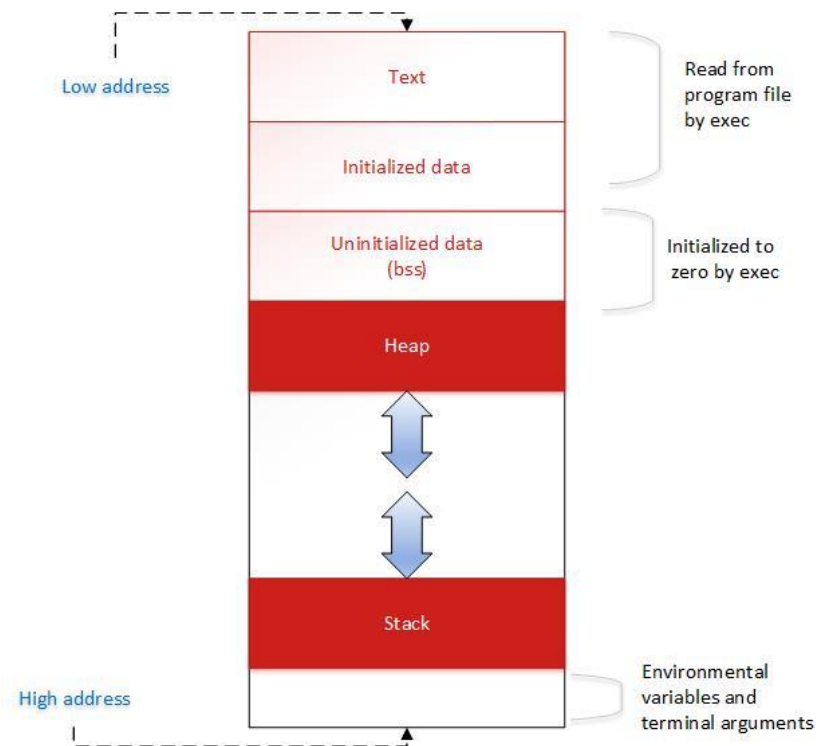 Low address
Text
Read from
program file
by exec
Initialized data
Uninitialized data
(bss)
Initialized to
zero by exec
Heap
Stack
High address
Environmental
variables and
terminal arguments